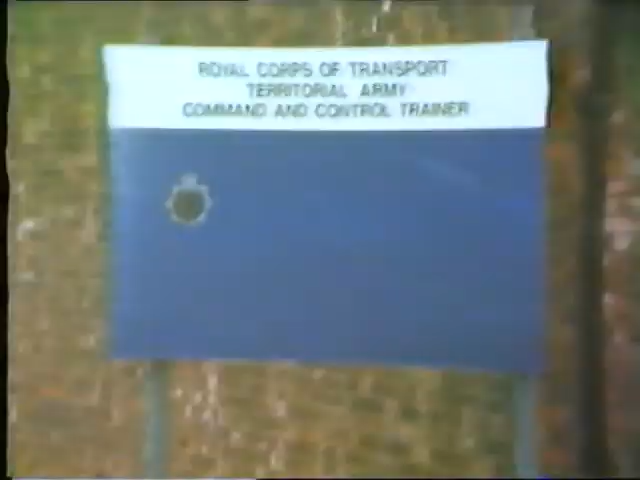 ROYAL CORPS OF TRANSPORT
TERRITORIAL ARMY
COMMAND AND CONTROL TRAINER